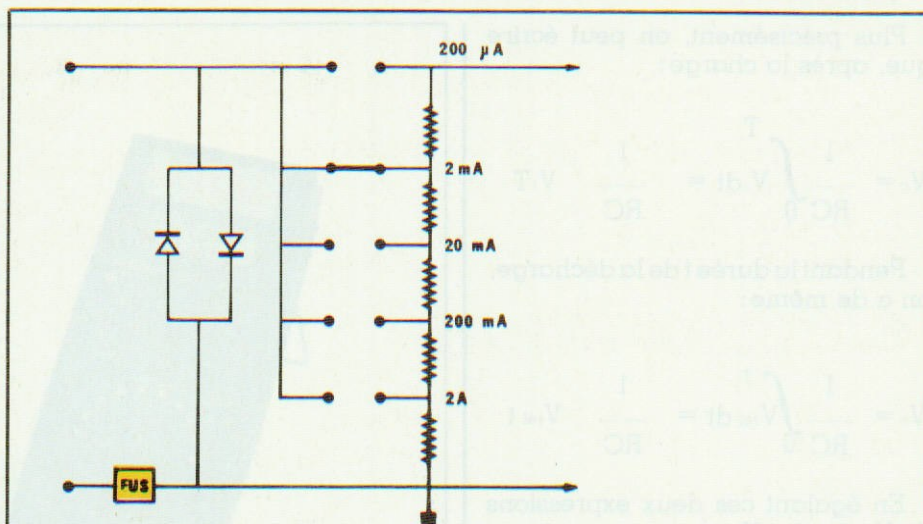 Plus précisément, on peut écrire
que, après la charge :
200 µA
2 mA
20 mA
200 mA
2A
Pendant la durée t de la décharge,
on a de même :
FUS
En égalant ces deux expressions